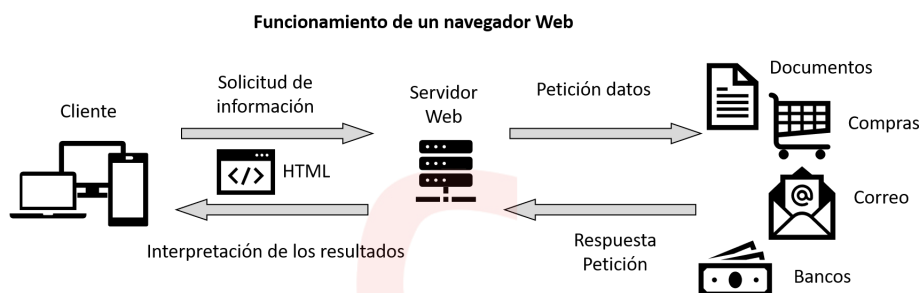 Funcionamiento de un navegador Web
Cliente
Solicitud de
información
</>
HTML
Interpretación de los resultados
Servidor
Web
Petición datos
Respuesta
Petición
Documentos
Compras
@
Correo
Bancos